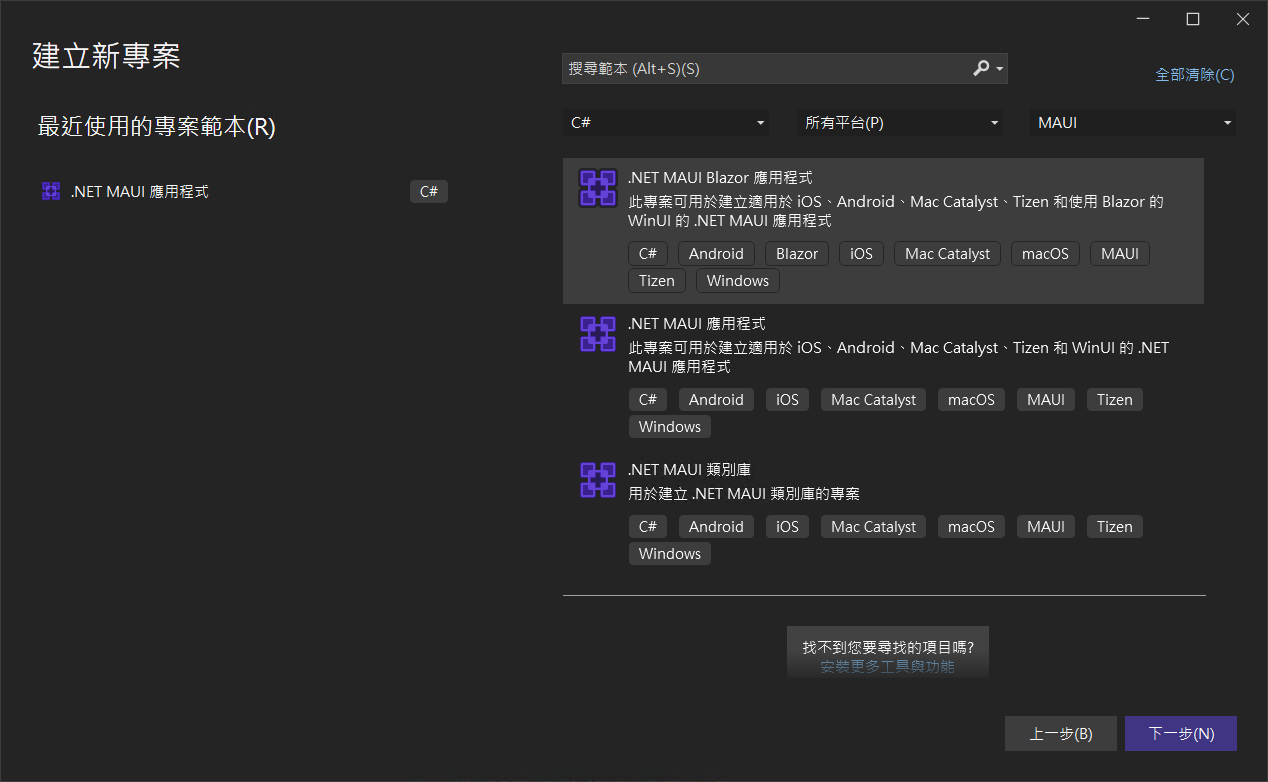 建立新專案
搜尋範本 (Alt+S)(S)
全部清除(C)
最近使用的專案範本(R)
C#
所有平台(P)
MAUI
.NET MAUI 應用程式
C#
.NET MAUI Blazor 應用程式
此專案可用於建立適用於 iOS、Android、Mac Catalyst、Tizen 和使用 Blazor 的
WinUI 的 .NET MAUI 應用程式
C# Android Blazor iOS Mac Catalyst macOS MAUI
Tizen Windows
.NET MAUI 應用程式
此專案可用於建立適用於 iOS、Android、Mac Catalyst、Tizen 和 WinUI 的 .NET
MAUI 應用程式
C# Android iOS Mac Catalyst macOS MAUI Tizen
Windows
.NET MAUI 類別庫
用於建立 .NET MAUI 類別庫的專案
C# Android iOS Mac Catalyst macOS MAUI Tizen
Windows
找不到您要尋找的項目嗎?
安裝更多工具與功能
上一步(B)
下一步(N)